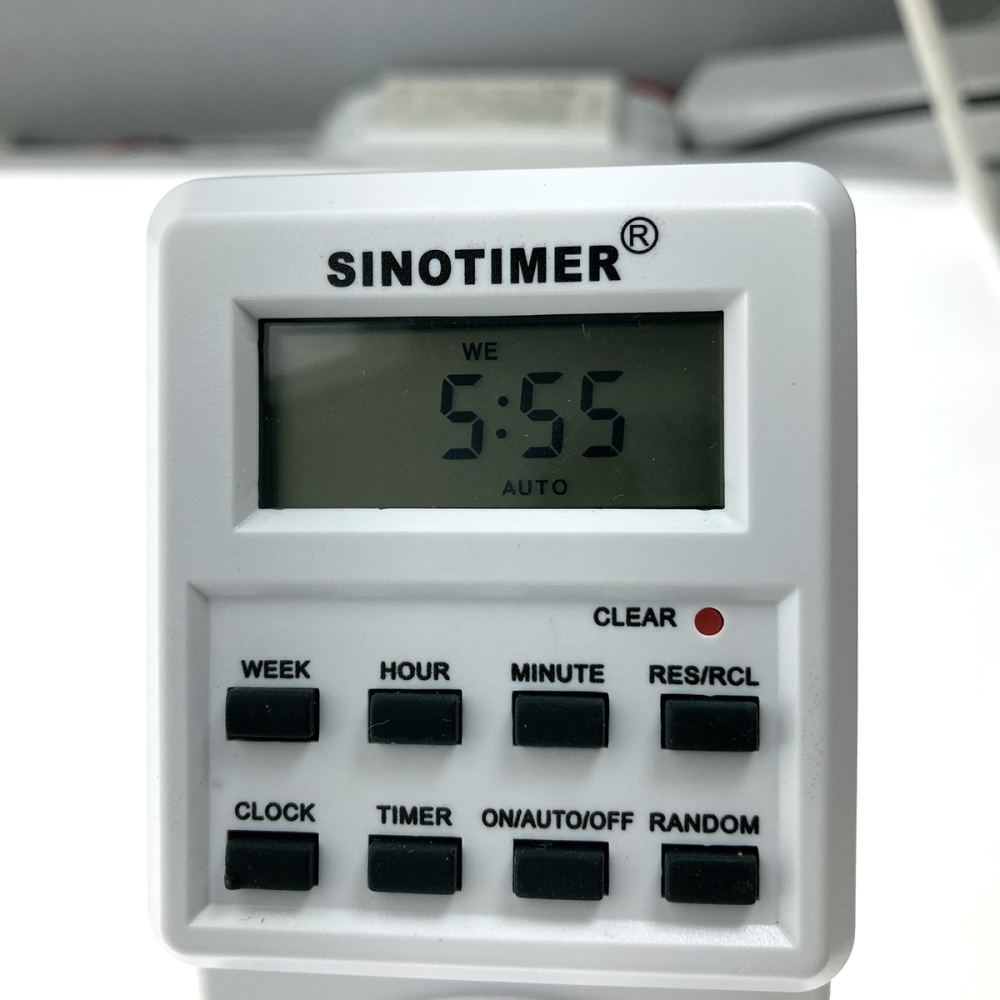 SINOTIMER®
WE
5:55
AUTO
CLEAR
WEEK HOUR MINUTE RES/RCL
CLOCK TIMER ON/AUTO/OFF RANDOM